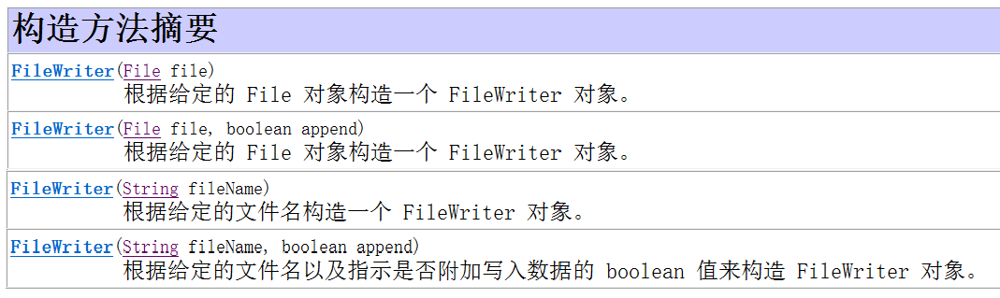 构造方法摘要
FileWriter(File file)
根据给定的 File 对象构造一个 FileWriter 对象。
FileWriter(File file, boolean append)
根据给定的 File 对象构造一个 FileWriter 对象。
FileWriter(String fileName)
根据给定的文件名构造一个 FileWriter 对象。
FileWriter(String fileName, boolean append)
根据给定的文件名以及指示是否附加写入数据的 boolean 值来构造 FileWriter 对象。